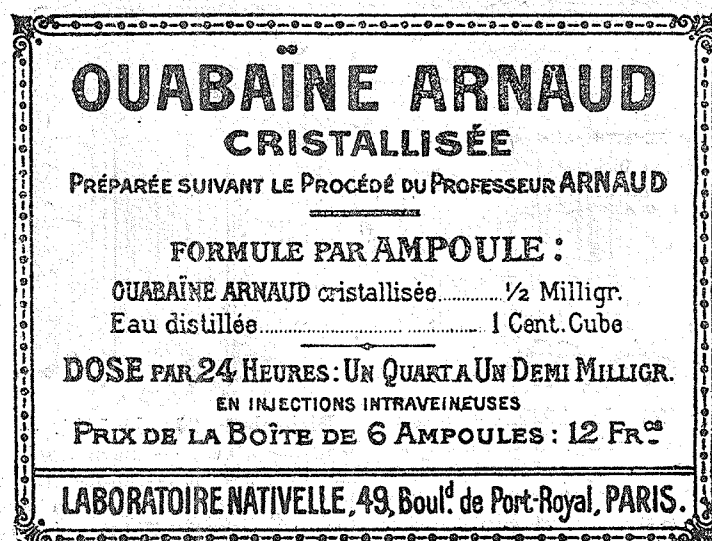 OUABAÏNE ARNAUD
CRISTALLISÉE
PRÉPARÉE SUIVANT LE PROCÉDÉ DU PROFESSEUR ARNAUD
FORMULE PAR AMPOULE :
OUABAÏNE ARNAUD cristallisée............ ½ Milligr.
Eau distillée............................ 1 Cent. Cube
DOSE PAR 24 HEURES : UN QUART A UN DEMI MILLIGR.
EN INJECTIONS INTRAVEINEUSES
PRIX DE LA BOÎTE DE 6 AMPOULES : 12 FRcs
LABORATOIRE NATIVELLE, 49, Bould. de Port-Royal, PARIS.